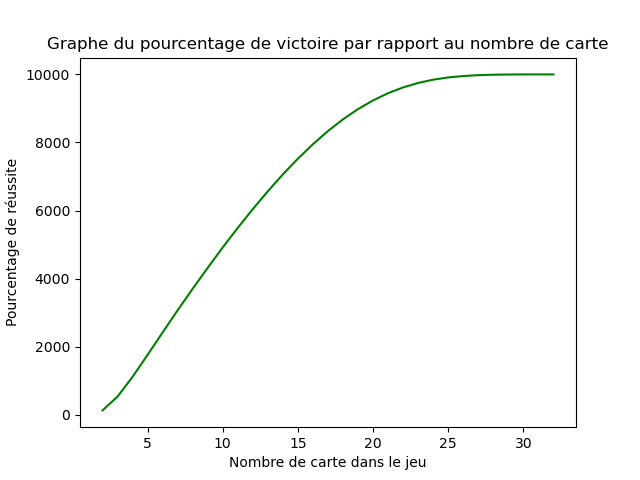 Graphe du pourcentage de victoire par rapport au nombre de carte
10000
8000
6000
4000
2000
0
Pourcentage de réussite
5 10 15 20 25 30
Nombre de carte dans le jeu